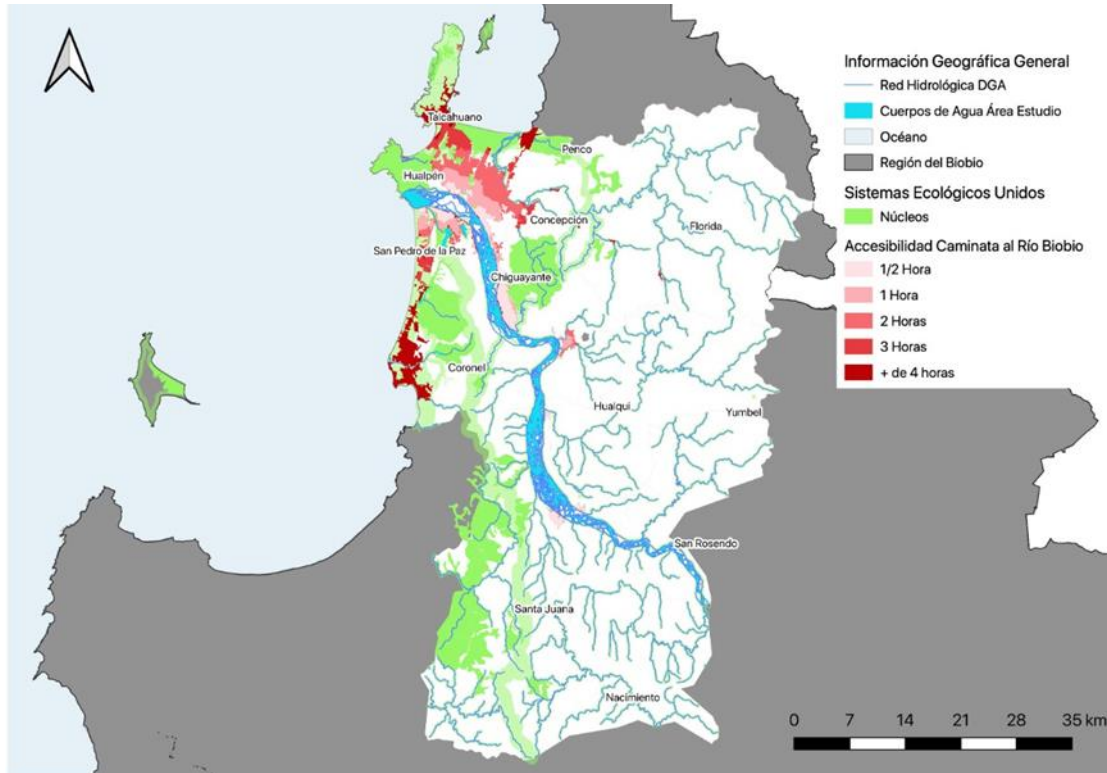 Talcahuano
Penco
Hualpén
Concepción
Florida
San Pedro de la Paz
Chiguayante
Coronel
Hualqui
Yumbel
San Rosendo
Santa Juana
Nacimiento
Información Geográfica General
Red Hidrológica DGA
Cuerpos de Agua Área Estudio
Océano
Región del Biobio
Sistemas Ecológicos Unidos
Núcleos
Accesibilidad Caminata al Río Biobio
1/2 Hora
1 Hora
2 Horas
3 Horas
+ de 4 horas
0 7 14 21 28 35 km